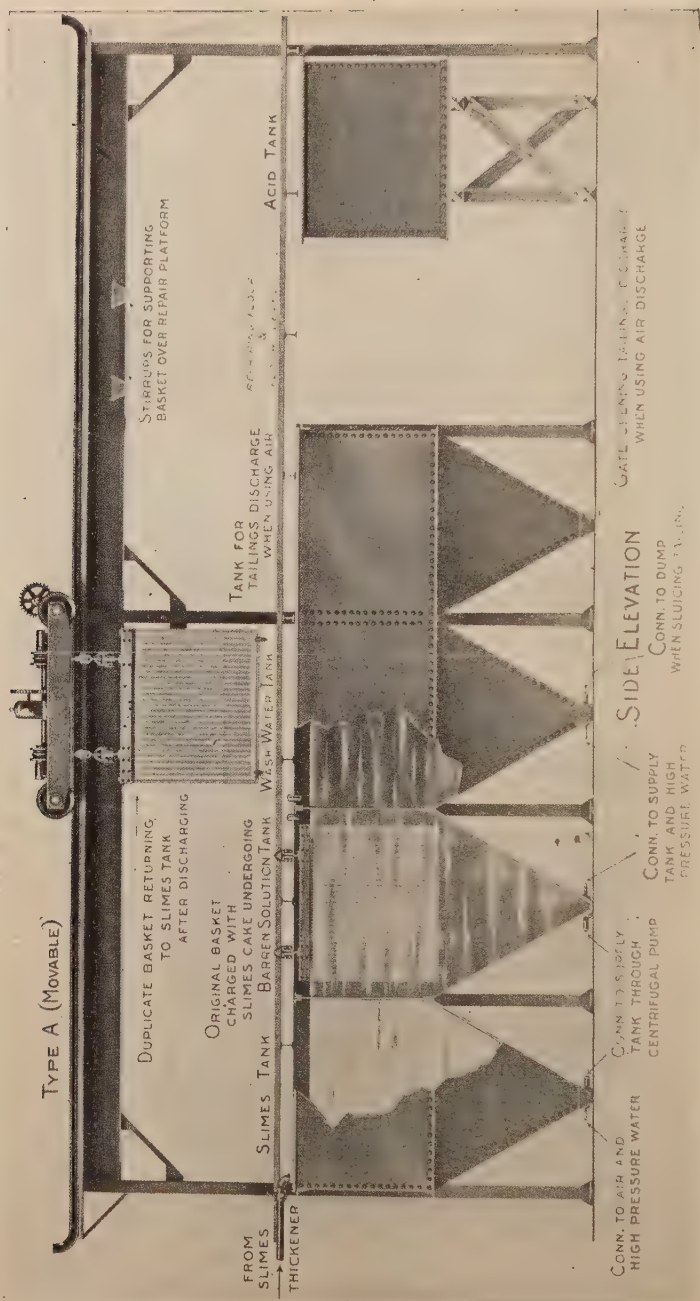 TYPE A (MOVABLE)
STIRRUPS FOR SUPPORTING
BASKET OVER REPAIR PLATFORM
DUPLICATE BASKET RETURNING
TO SLIMES TANK
AFTER DISCHARGING
ORIGINAL BASKET
CHARGED WITH
SLIMES CAKE UNDERGOING
FROM
SLIMES
THICKENER
SLIMES TANK
BARREN SOLUTION TANK
WASH WATER TANK
TANK FOR
TAILINGS DISCHARGE
WHEN USING AIR
&
ACID TANK
CONN. TO AIR AND
HIGH PRESSURE WATER
CONN. TO SUPPLY
TANK THROUGH
CENTRIFUGAL PUMP
CONN. TO SUPPLY
TANK AND HIGH
PRESSURE WATER
SIDE ELEVATION
CONN. TO DUMP
WHEN SLUICING
GATE
WHEN USING AIR DISCHARGE